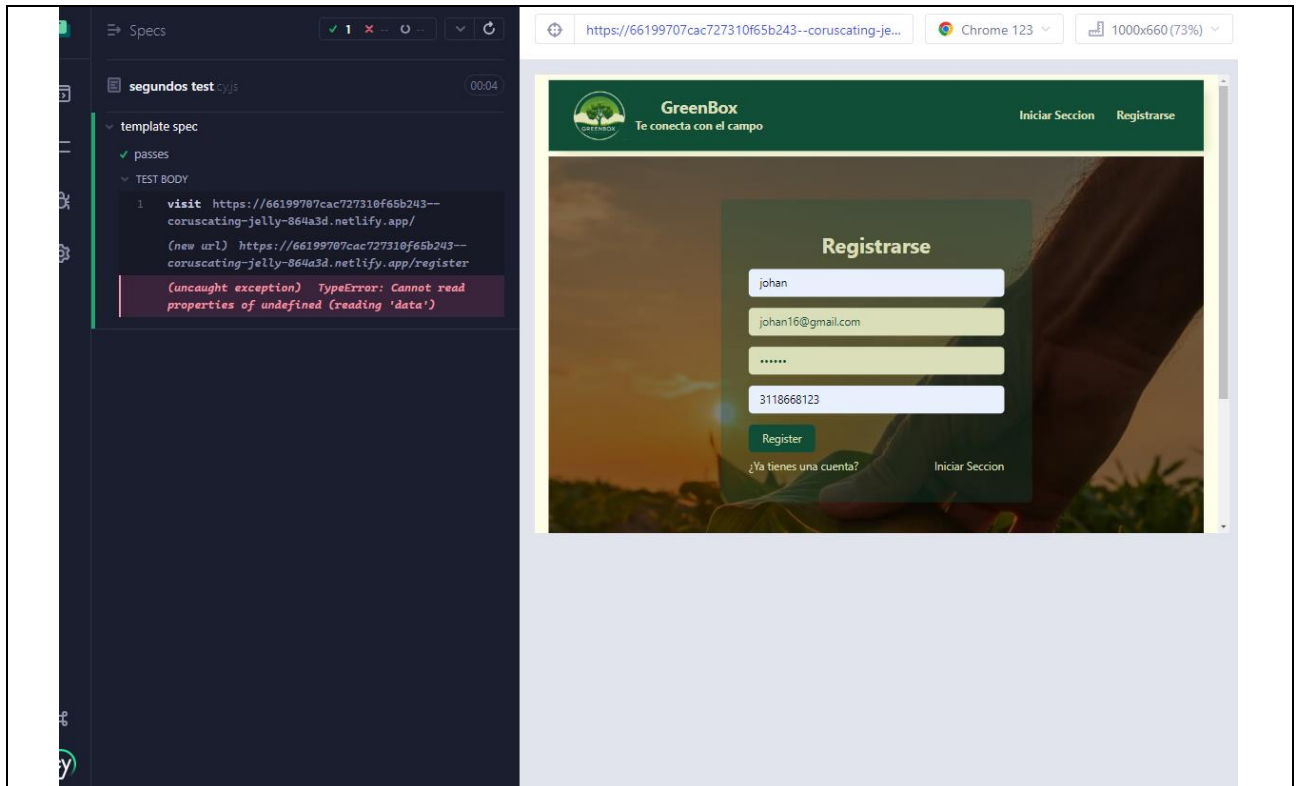 Specs
1
--
--
segundos test.cy.js
00:04
template spec
passes
TEST BODY
1 visit https://66199707cac727310f65b243--
coruscating-jelly-864a3d.netlify.app/
(new url) https://66199707cac727310f65b243--
coruscating-jelly-864a3d.netlify.app/register
(uncaught exception) TypeError: Cannot read
properties of undefined (reading 'data')
https://66199707cac727310f65b243--coruscating-je...
Chrome 123
1000x660 (73%)
GREENBOX
GreenBox
Te conecta con el campo
Iniciar Seccion
Registrarse
Registrarse
johan
johan16@gmail.com
••••••
3118668123
Register
¿Ya tienes una cuenta?
Iniciar Seccion